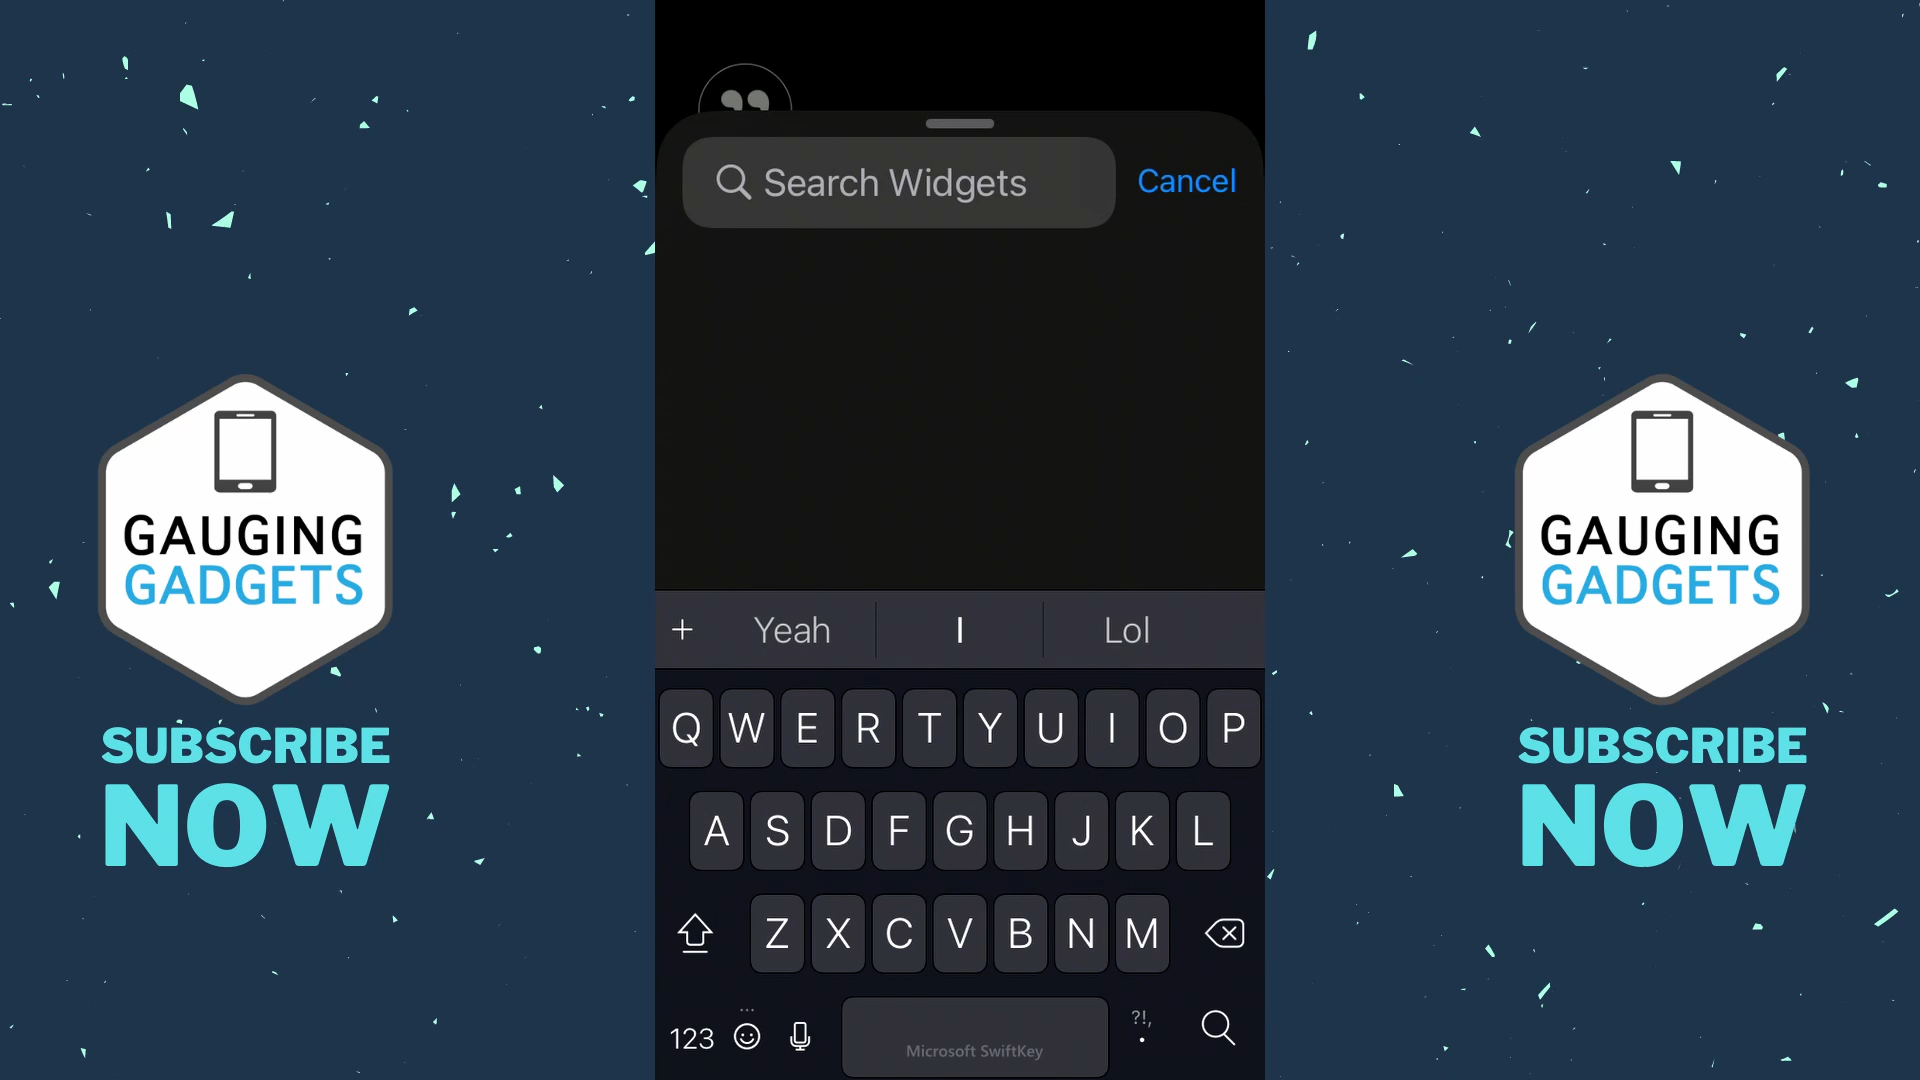 Search Widgets
Cancel
GAUGING
GADGETS
SUBSCRIBE
NOW
+ Yeah I Lol
Q W E R T Y U I O P
A S D F G H J K L
Z X C V B N M
123
?!,
.
Microsoft SwiftKey
GAUGING
GADGETS
SUBSCRIBE
NOW